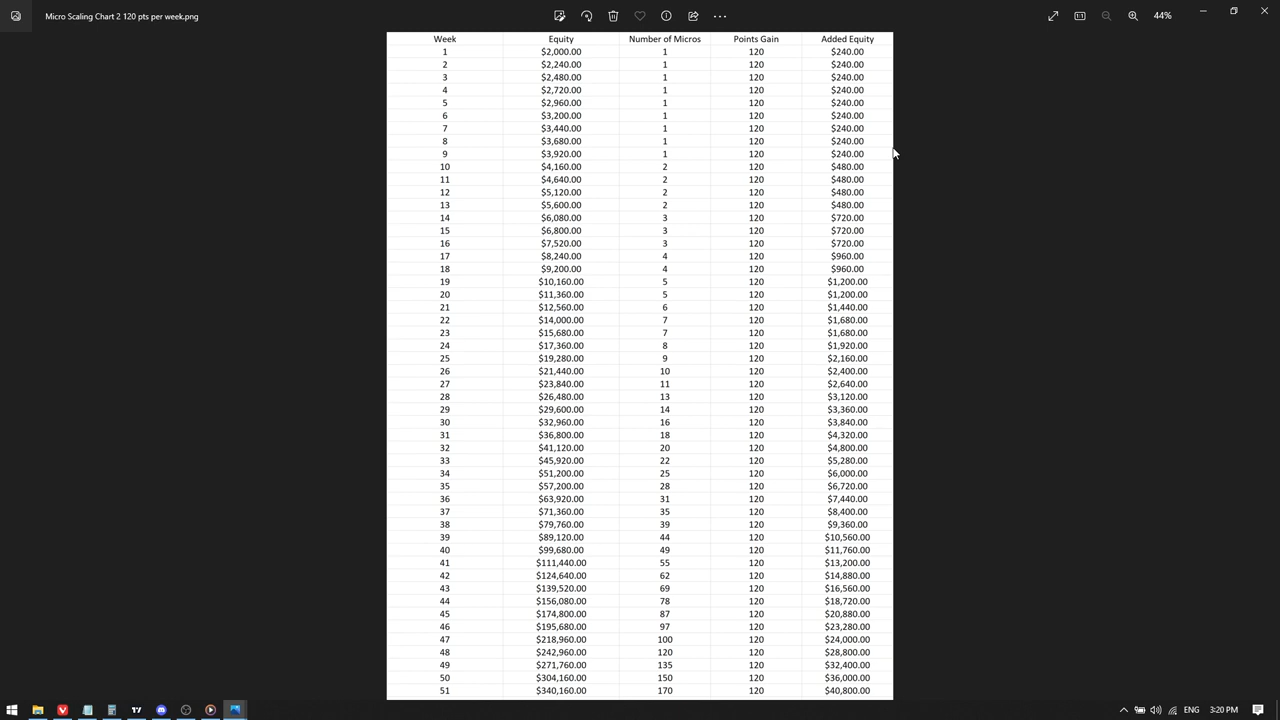 Micro Scaling Chart 2 120 pts per week.png
44%
Week Equity Number of Micros Points Gain Added Equity
1 $2,000.00 1 120 $240.00
2 $2,240.00 1 120 $240.00
3 $2,480.00 1 120 $240.00
4 $2,720.00 1 120 $240.00
5 $2,960.00 1 120 $240.00
6 $3,200.00 1 120 $240.00
7 $3,440.00 1 120 $240.00
8 $3,680.00 1 120 $240.00
9 $3,920.00 1 120 $240.00
10 $4,160.00 2 120 $480.00
11 $4,640.00 2 120 $480.00
12 $5,120.00 2 120 $480.00
13 $5,600.00 2 120 $480.00
14 $6,080.00 3 120 $720.00
15 $6,800.00 3 120 $720.00
16 $7,520.00 3 120 $720.00
17 $8,240.00 4 120 $960.00
18 $9,200.00 4 120 $960.00
19 $10,160.00 5 120 $1,200.00
20 $11,360.00 5 120 $1,200.00
21 $12,560.00 6 120 $1,440.00
22 $14,000.00 7 120 $1,680.00
23 $15,680.00 7 120 $1,680.00
24 $17,360.00 8 120 $1,920.00
25 $19,280.00 9 120 $2,160.00
26 $21,440.00 10 120 $2,400.00
27 $23,840.00 11 120 $2,640.00
28 $26,480.00 13 120 $3,120.00
29 $29,600.00 14 120 $3,360.00
30 $32,960.00 16 120 $3,840.00
31 $36,800.00 18 120 $4,320.00
32 $41,120.00 20 120 $4,800.00
33 $45,920.00 22 120 $5,280.00
34 $51,200.00 25 120 $6,000.00
35 $57,200.00 28 120 $6,720.00
36 $63,920.00 31 120 $7,440.00
37 $71,360.00 35 120 $8,400.00
38 $79,760.00 39 120 $9,360.00
39 $89,120.00 44 120 $10,560.00
40 $99,680.00 49 120 $11,760.00
41 $111,440.00 55 120 $13,200.00
42 $124,640.00 62 120 $14,880.00
43 $139,520.00 69 120 $16,560.00
44 $156,080.00 78 120 $18,720.00
45 $174,800.00 87 120 $20,880.00
46 $195,680.00 97 120 $23,280.00
47 $218,960.00 100 120 $24,000.00
48 $242,960.00 120 120 $28,800.00
49 $271,760.00 135 120 $32,400.00
50 $304,160.00 150 120 $36,000.00
51 $340,160.00 170 120 $40,800.00
ENG 3:20 PM